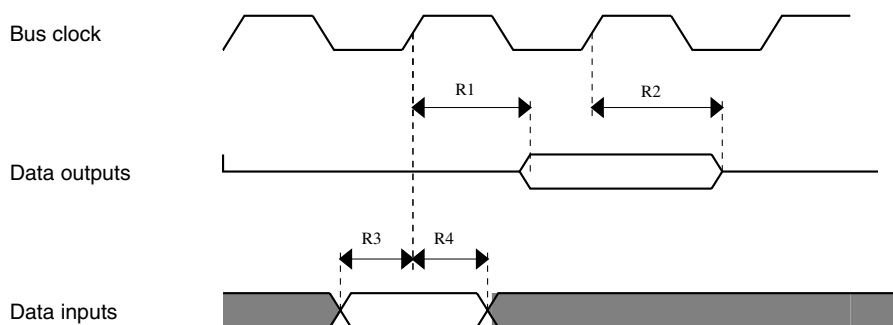 Bus clock
R1
R2
Data outputs
R3
R4
Data inputs